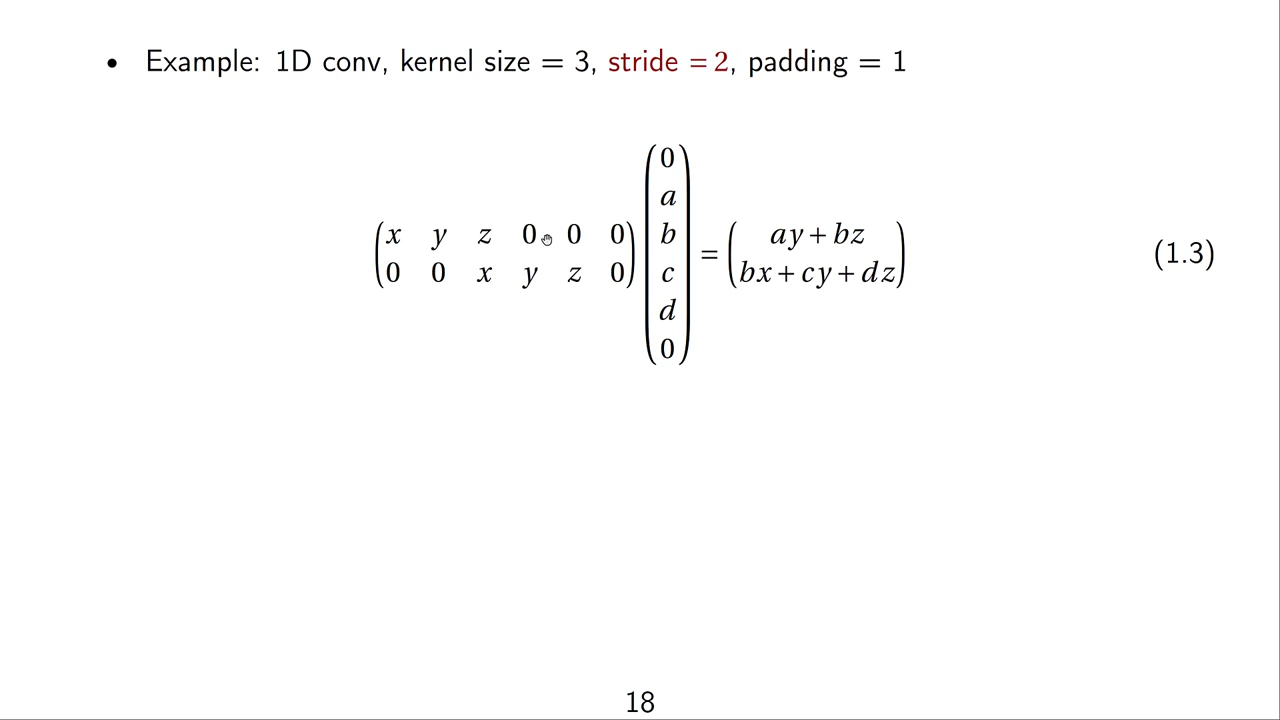 • Example: 1D conv, kernel size = 3, stride = 2, padding = 1
(x y z 0 0 0
0 0 x y z 0)
(0
a
b
c
d
0)
=
(ay + bz
bx + cy + dz)
(1.3)
18